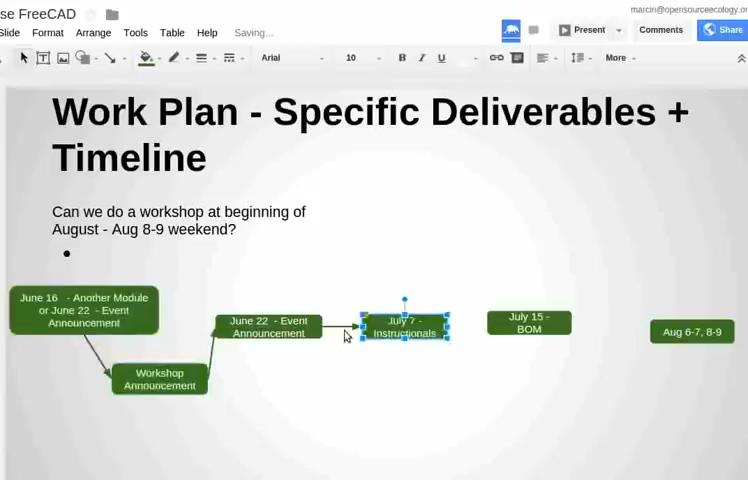 se FreeCAD
marcin@opensourceecology.or
Slide Format Arrange Tools Table Help Saving...
Present Comments Share
Arial 10 B I U More
Work Plan - Specific Deliverables +
Timeline
Can we do a workshop at beginning of
August - Aug 8-9 weekend?
June 16 - Another Module
or June 22 - Event
Announcement
Workshop
Announcement
June 22 - Event
Announcement
July 7 -
Instructionals
July 15 -
BOM
Aug 6-7, 8-9